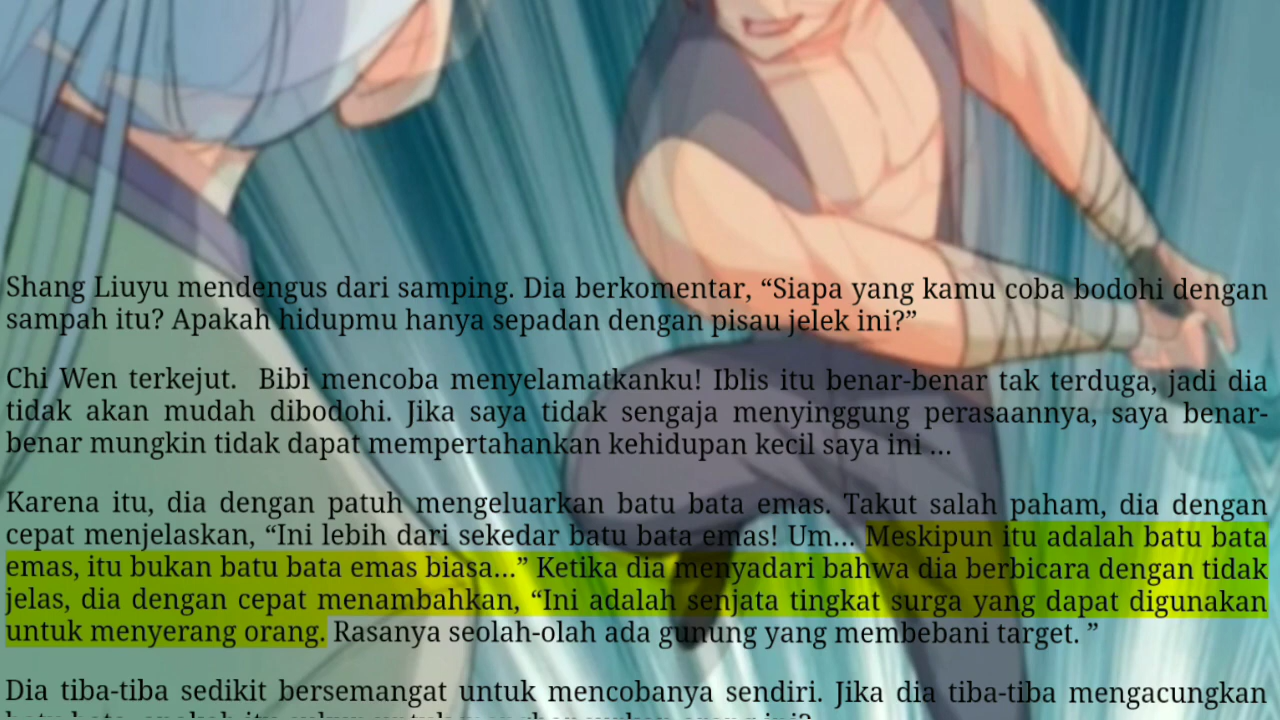 Shang Liuyu mendengus dari samping. Dia berkomentar, “Siapa yang kamu coba bodohi dengan
sampah itu? Apakah hidupmu hanya sepadan dengan pisau jelek ini?”
Chi Wen terkejut.  Bibi mencoba menyelamatkanku! Iblis itu benar-benar tak terduga, jadi dia
tidak akan mudah dibodohi. Jika saya tidak sengaja menyinggung perasaannya, saya benar-
benar mungkin tidak dapat mempertahankan kehidupan kecil saya ini ...
Karena itu, dia dengan patuh mengeluarkan batu bata emas. Takut salah paham, dia dengan
cepat menjelaskan, “Ini lebih dari sekedar batu bata emas! Um... Meskipun itu adalah batu bata
emas, itu bukan batu bata emas biasa...” Ketika dia menyadari bahwa dia berbicara dengan tidak
jelas, dia dengan cepat menambahkan, “Ini adalah senjata tingkat surga yang dapat digunakan
untuk menyerang orang. Rasanya seolah-olah ada gunung yang membebani target. ”
Dia tiba-tiba sedikit bersemangat untuk mencobanya sendiri. Jika dia tiba-tiba mengacungkan